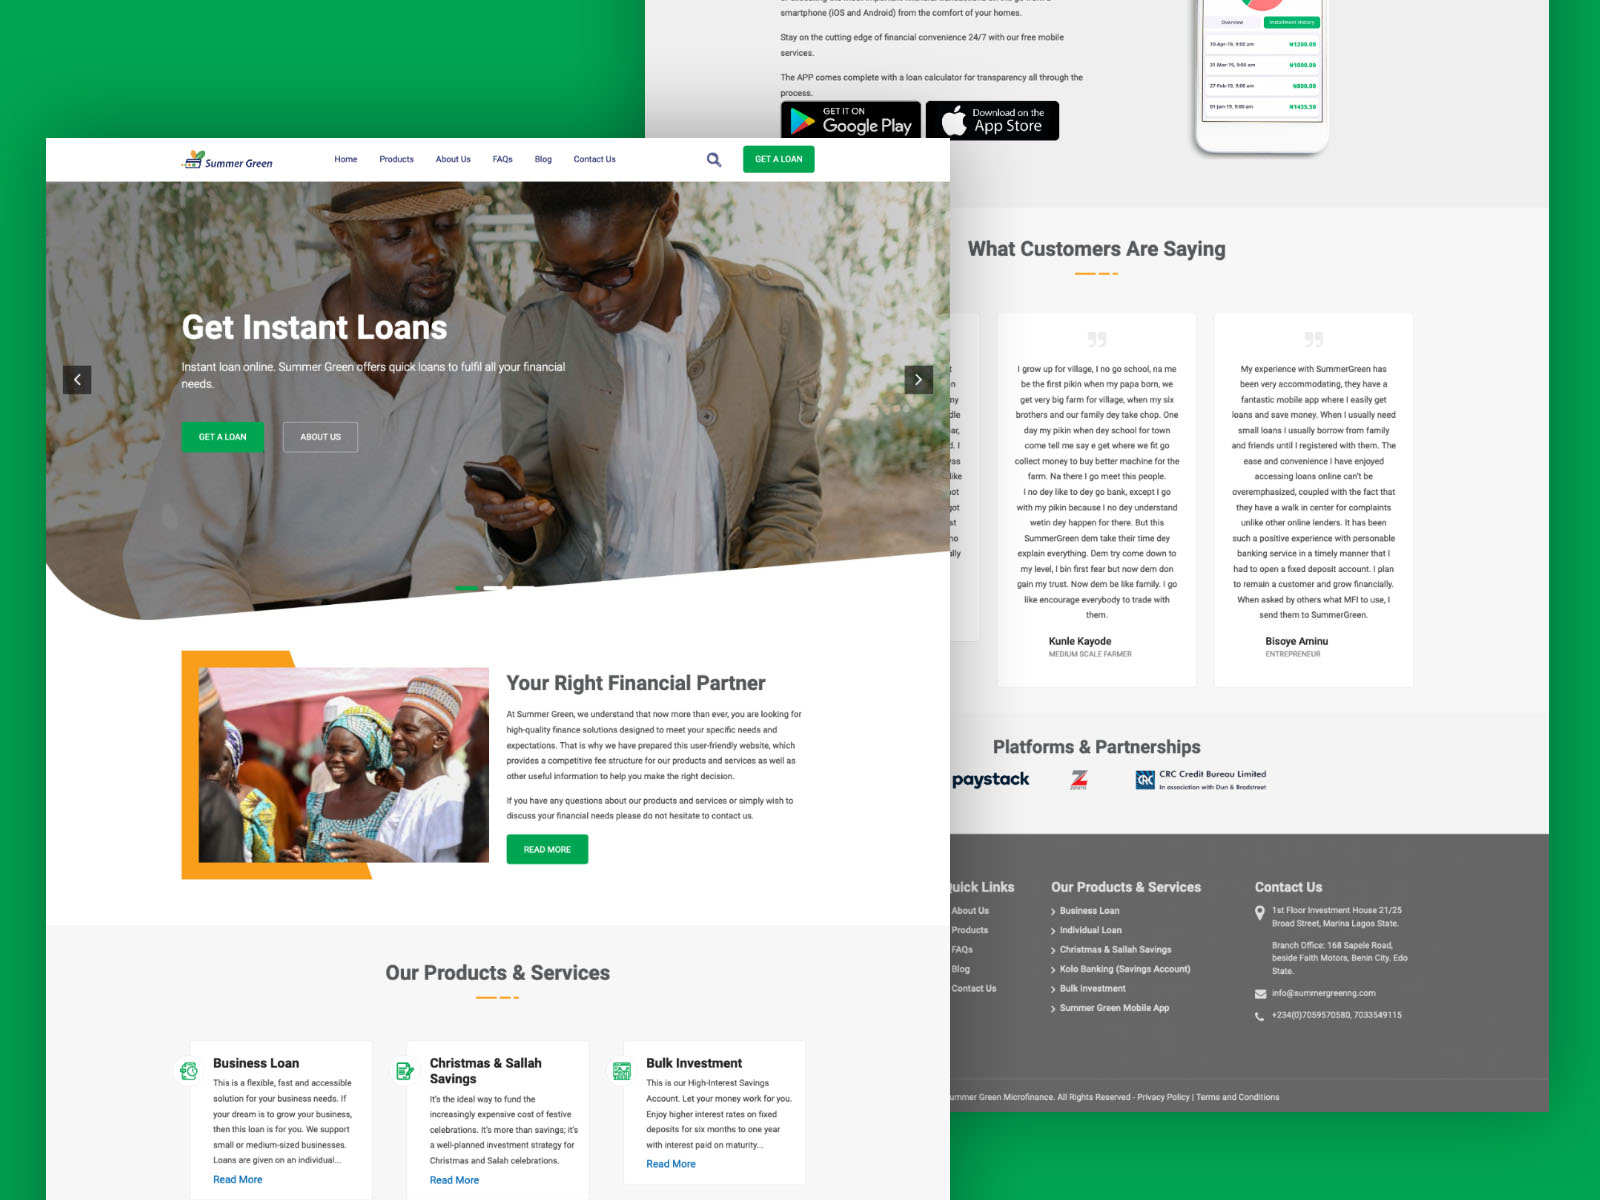 Summer Green
Home
Products
About Us
FAQs
Blog
Contact Us
GET A LOAN
Get Instant Loans
Instant loan online. Summer Green offers quick loans to fulfil all your financial
needs.
GET A LOAN
ABOUT US
Your Right Financial Partner
At Summer Green, we understand that now more than ever, you are looking for
high-quality finance solutions designed to meet your specific needs and
expectations. That is why we have prepared this user-friendly website, which
provides a competitive fee structure for our products and services as well as
other useful information to help you make the right decision.
If you have any questions about our products and services or simply wish to
discuss your financial needs please do not hesitate to contact us.
READ MORE
Our Products & Services
Business Loan
This is a flexible, fast and accessible
solution for your business needs. If
your dream is to grow your business,
then this loan is for you. We support
small or medium-sized businesses.
Loans are given on an individual...
Read More
Christmas & Sallah
Savings
It's the ideal way to fund the
increasingly expensive cost of festive
celebrations. It's more than savings; it's
a well-planned investment strategy for
Christmas and Salah celebrations.
Read More
Bulk Investment
This is our High-Interest Savings
Account. Let your money work for you.
Enjoy higher interest rates on fixed
deposits for six months to one year
with interest paid on maturity...
Read More
smartphone (iOS and Android) from the comfort of your homes.
Stay on the cutting edge of financial convenience 24/7 with our free mobile
services.
The APP comes complete with a loan calculator for transparency all through the
process.
GET IT ON
Google Play
Download on the
App Store
Overview
Installment History
10-Apr-19, 9:00 am
₦1200.00
31-Mar 19, 9:00 am
₦1000.00
27 Feb-19, 9:00 am
₦800.00
01-jan-19, 9:00 am
₦1435.50
What Customers Are Saying
I grow up for village, I no go school, na me
be the first pikin when my papa born, we
get very big farm for village, when my six
brothers and our family dey take chop. One
day my pikin when dey school for town
come tell me say e get where we fit go
collect money to buy better machine for the
farm. Na there I go meet this people.
I no dey like to dey go bank, except I go
with my pikin because I no dey understand
wetin dey happen for there. But this
SummerGreen dem take their time dey
explain everything. Dem try come down to
my level, I bin first fear but now dem don
gain my trust. Now dem be like family. I go
like encourage everybody to trade with
them.
Kunle Kayode
MEDIUM SCALE FARMER
My experience with SummerGreen has
been very accommodating, they have a
fantastic mobile app where I easily get
loans and save money. When I usually need
small loans I usually borrow from family
and friends until I registered with them. The
ease and convenience I have enjoyed
accessing loans online can't be
overemphasized, coupled with the fact that
they have a walk in center for complaints
unlike other online lenders. It has been
such a positive experience with personable
banking service in a timely manner that I
had to open a fixed deposit account. I plan
to remain a customer and grow financially.
When asked by others what MFI to use, I
send them to SummerGreen.
Bisoye Aminu
ENTREPRENEUR
Platforms & Partnerships
paystack
ZENITH
CRC
CRC Credit Bureau Limited
In association with Dun & Bradstreet
uick Links
About Us
Products
FAQs
Blog
Contact Us
Our Products & Services
Business Loan
Individual Loan
Christmas & Sallah Savings
Kolo Banking (Savings Account)
Bulk Investment
Summer Green Mobile App
Contact Us
1st Floor Investment House 21/25
Broad Street, Marina Lagos State.
Branch Office: 168 Sapele Road,
beside Faith Motors, Benin City. Edo
State.
info@summergreenng.com
+234(0)7059570580, 7033549115
ummer Green Microfinance. All Rights Reserved - Privacy Policy | Terms and Conditions